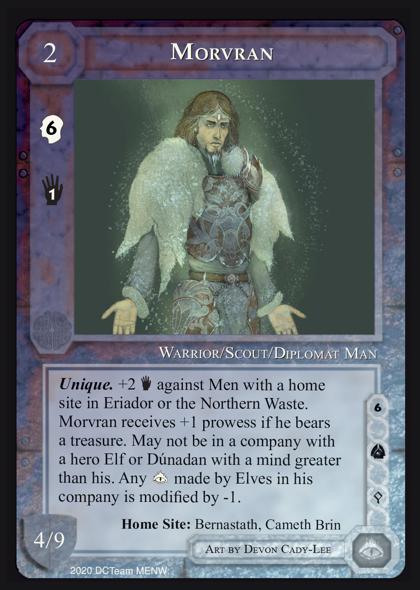 2
Morvran
6
1
Warrior/Scout/Diplomat Man
Unique. +2 against Men with a home
site in Eriador or the Northern Waste.
Morvran receives +1 prowess if he bears
a treasure. May not be in a company with
a hero Elf or Dúnadan with a mind greater
than his. Any made by Elves in his
company is modified by -1.
6
Home Site: Bernastath, Cameth Brin
4/9
Art by Devon Cady-Lee
2020 DCTeam MENW